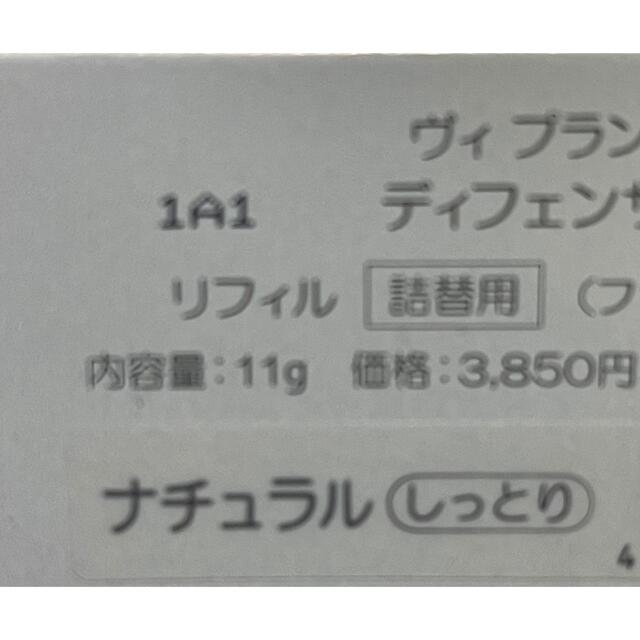 ヴィ プラン
1A1 ディフェンサ
リフィル 詰替用 (フ
内容量:11g 価格:3,850円
ナチュラル しっとり
4